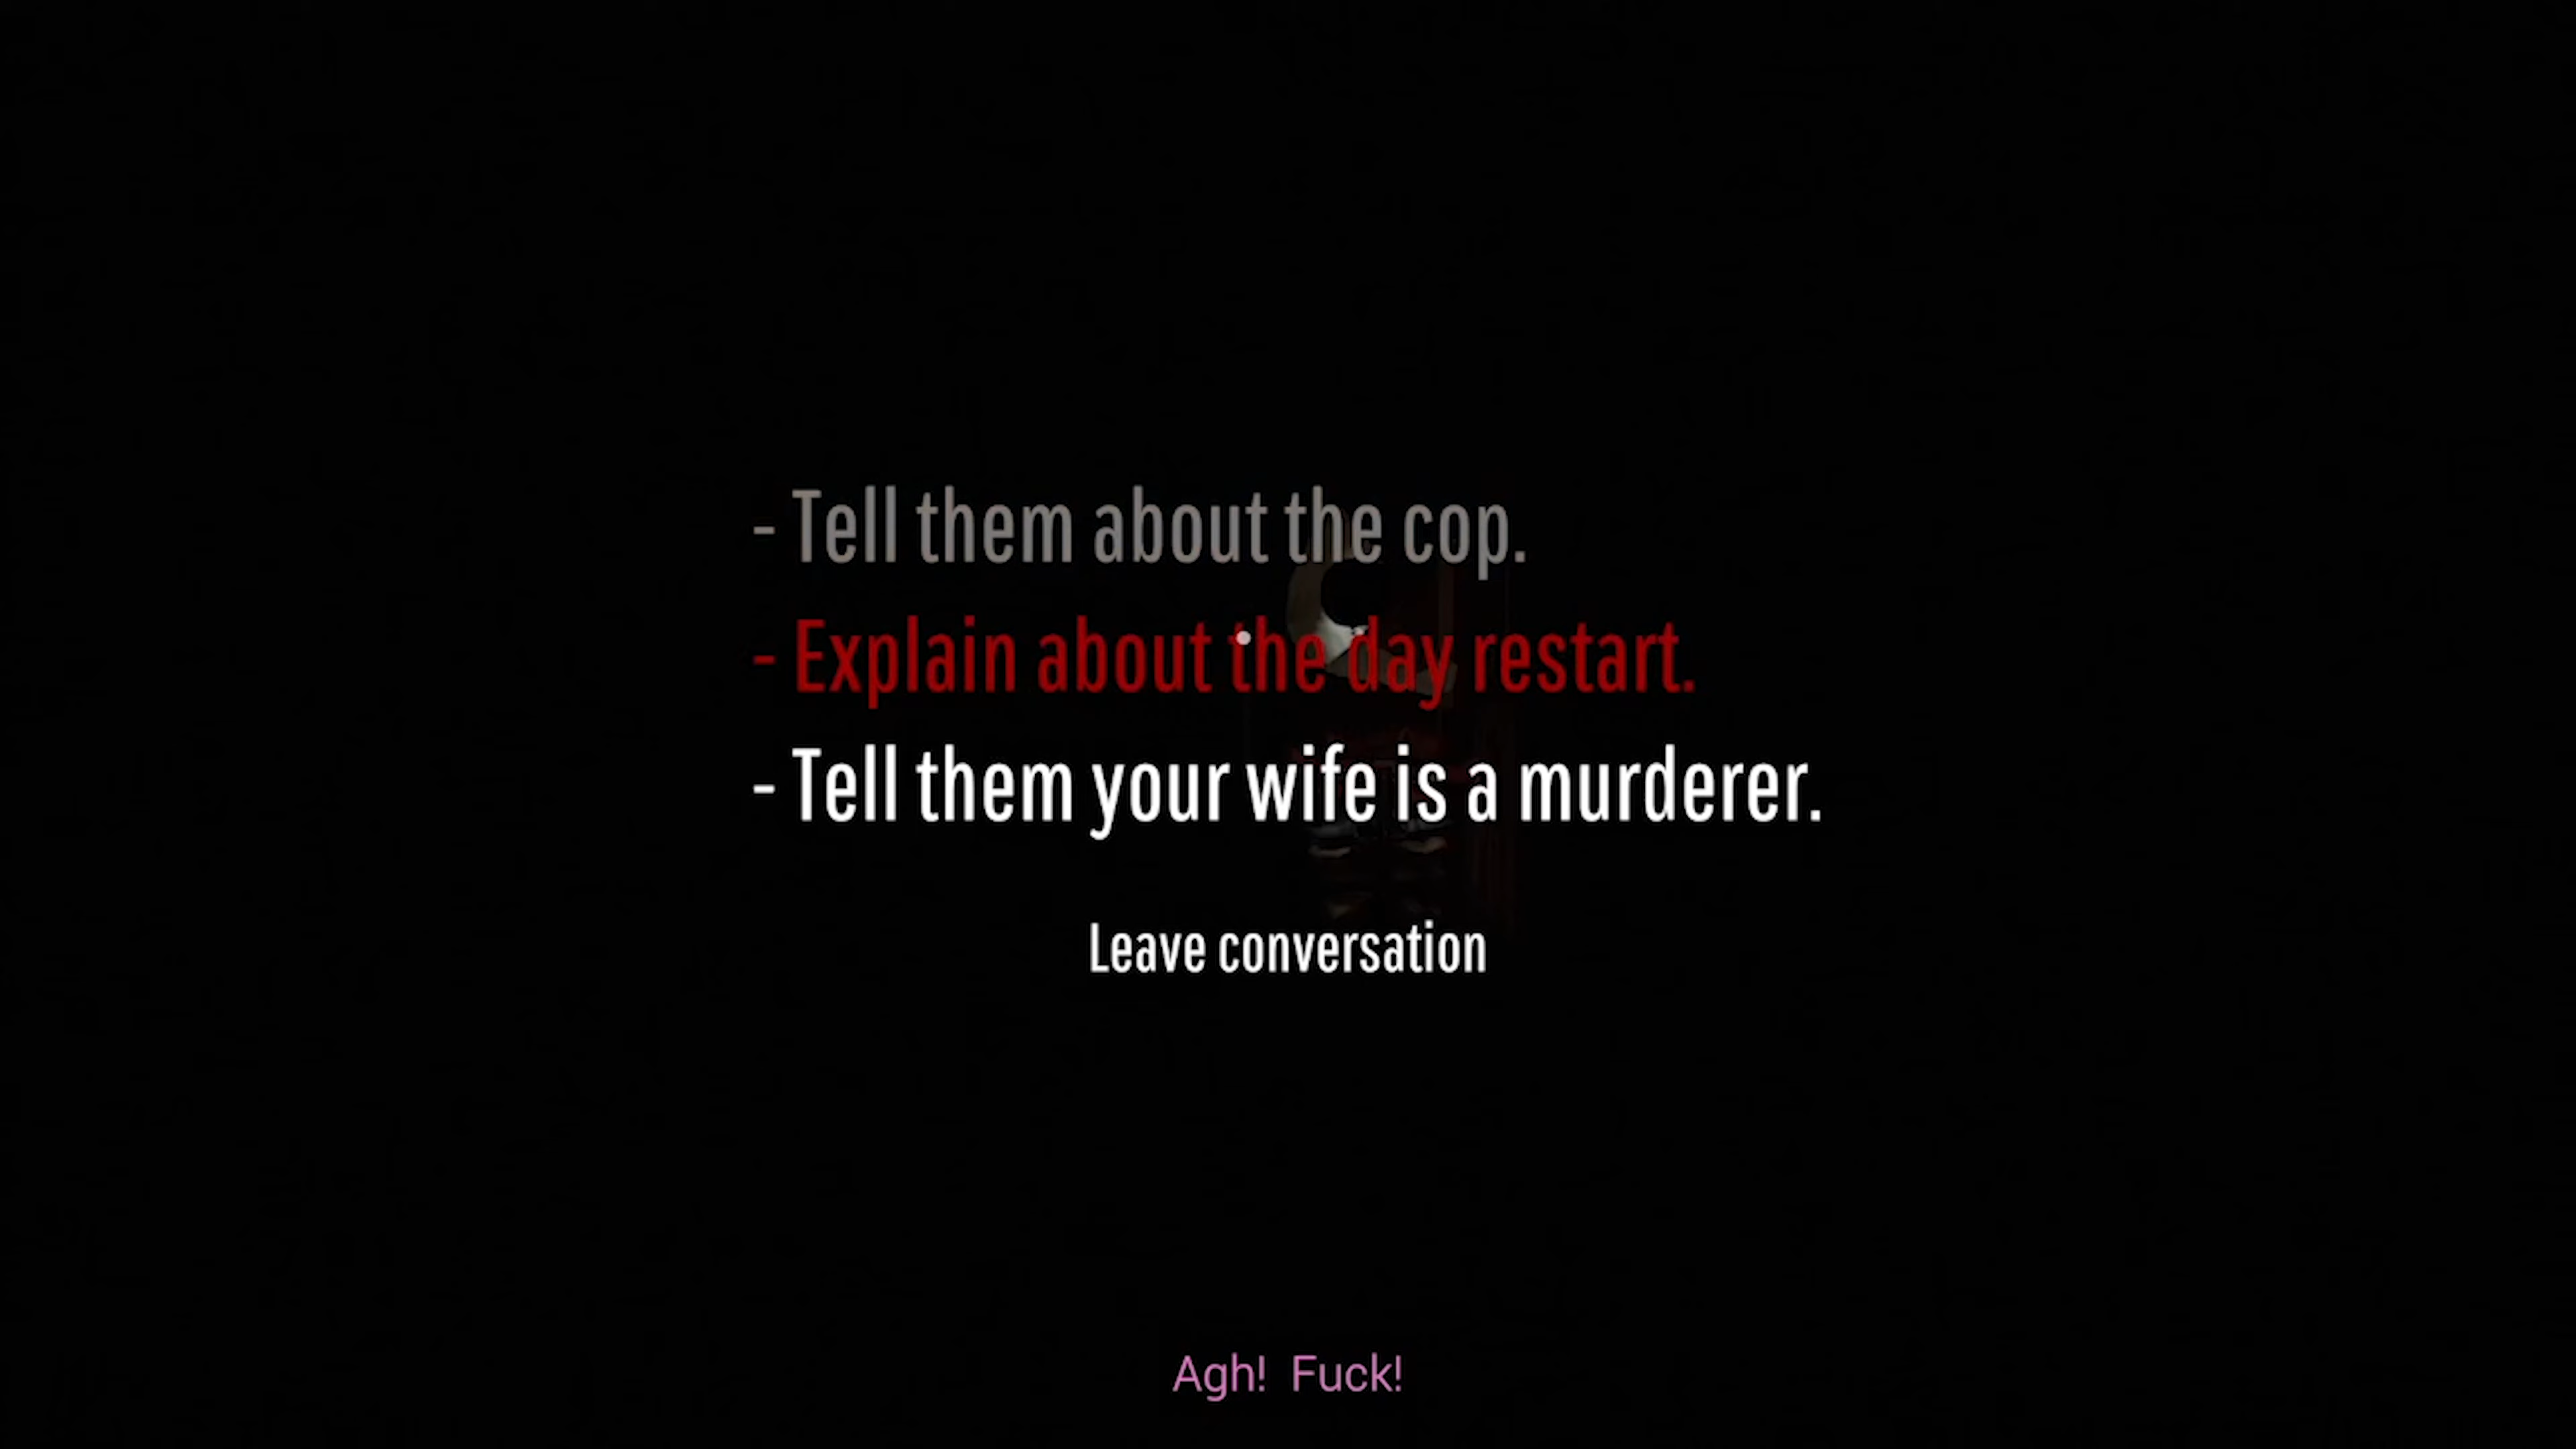 - Tell them about the cop.
- Explain about the day restart.
- Tell them your wife is a murderer.
Leave conversation
Agh! Fuck!